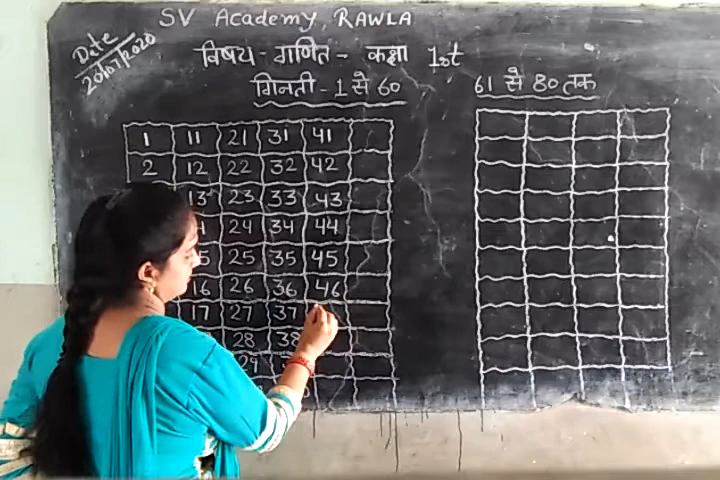 SV Academy RAWLA
Date
20/07/2020
विषय - गणित - कक्षा 1st
गिनती - 1 से 60
61 से 80 तक
1 11 21 31 41
2 12 22 32 42
13 23 33 43
24 34 44
25 35 45
16 26 36 46
17 27 37
28 38
29